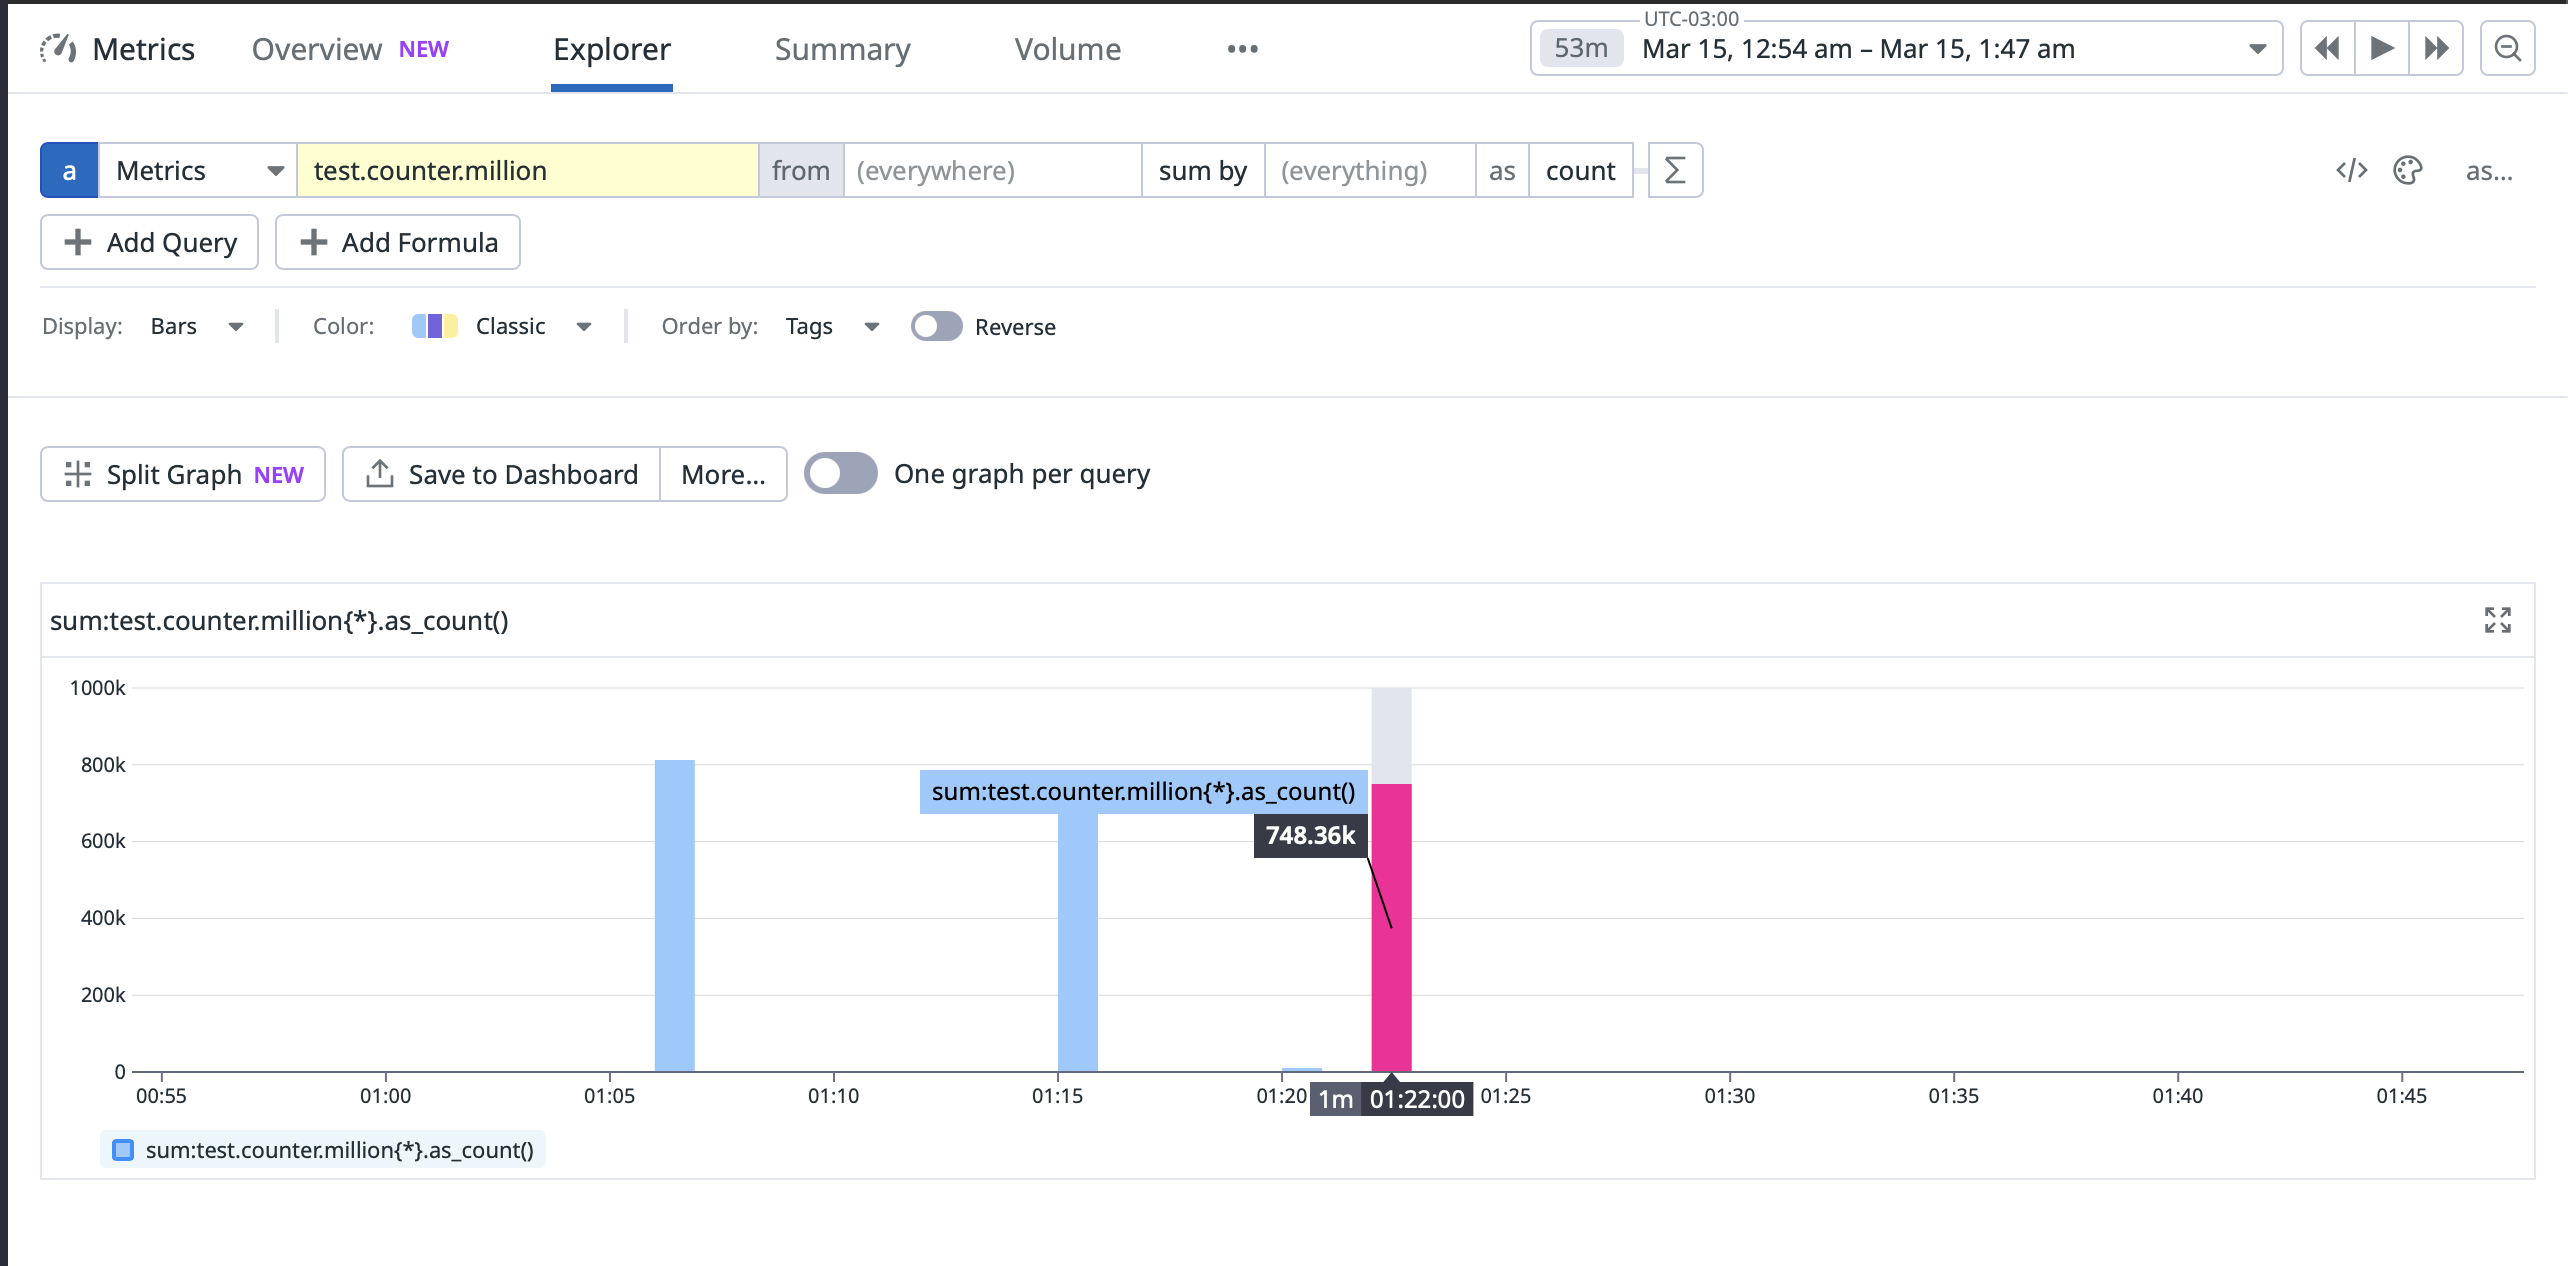 UTC-03:00
Metrics Overview NEW Explorer Summary Volume ••• 53m Mar 15, 12:54 am – Mar 15, 1:47 am
a Metrics test.counter.million from (everywhere) sum by (everything) as count Σ </> as...
+ Add Query + Add Formula
Display: Bars Color: Classic Order by: Tags Reverse
Split Graph NEW Save to Dashboard More... One graph per query
sum:test.counter.million{*}.as_count()
1000k
800k
sum:test.counter.million{*}.as_count()
748.36k
600k
400k
200k
0
00:55 01:00 01:05 01:10 01:15 01:20 1m 01:22:00 01:25 01:30 01:35 01:40 01:45
sum:test.counter.million{*}.as_count()